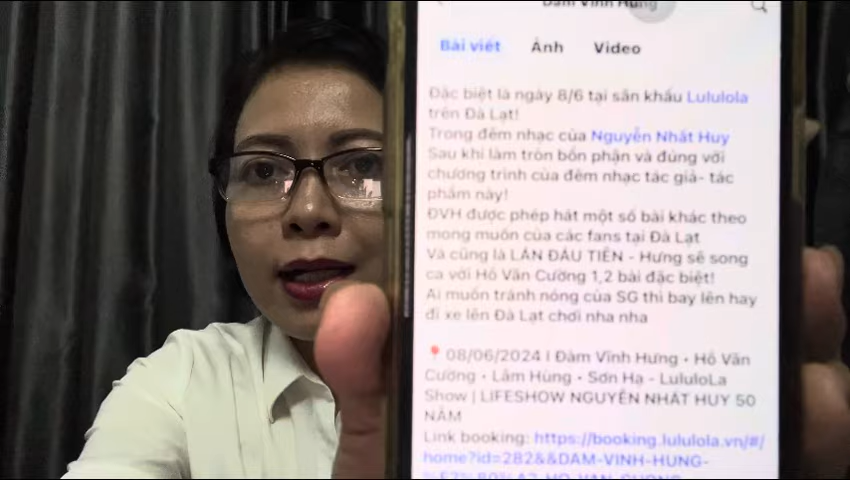 Đàm Vĩnh Hưng
Bài viết Ảnh Video
Đặc biệt là ngày 8/6 tại sân khấu Lululola
trên Đà Lạt!
Trong đêm nhạc của Nguyễn Nhất Huy
Sau khi làm tròn bổn phận và đúng với
chương trình của đêm nhạc tác giả- tác
phẩm này!
ĐVH được phép hát một số bài khác theo
mong muốn của các fans tại Đà Lạt
Và cũng là LẦN ĐẦU TIÊN - Hưng sẽ song
ca với Hồ Văn Cường 1,2 bài đặc biệt!
Ai muốn tránh nóng của SG thì bay lên hay
đi xe lên Đà Lạt chơi nha nha
📍08/06/2024 I Đàm Vĩnh Hưng • Hồ Văn
Cường • Lâm Hùng • Sơn Hạ - LululoLa
Show | LIFESHOW NGUYỄN NHẤT HUY 50
NĂM
Link booking: https://booking.lululola.vn/#/
home?id=282&&DAM-VINH-HUNG-